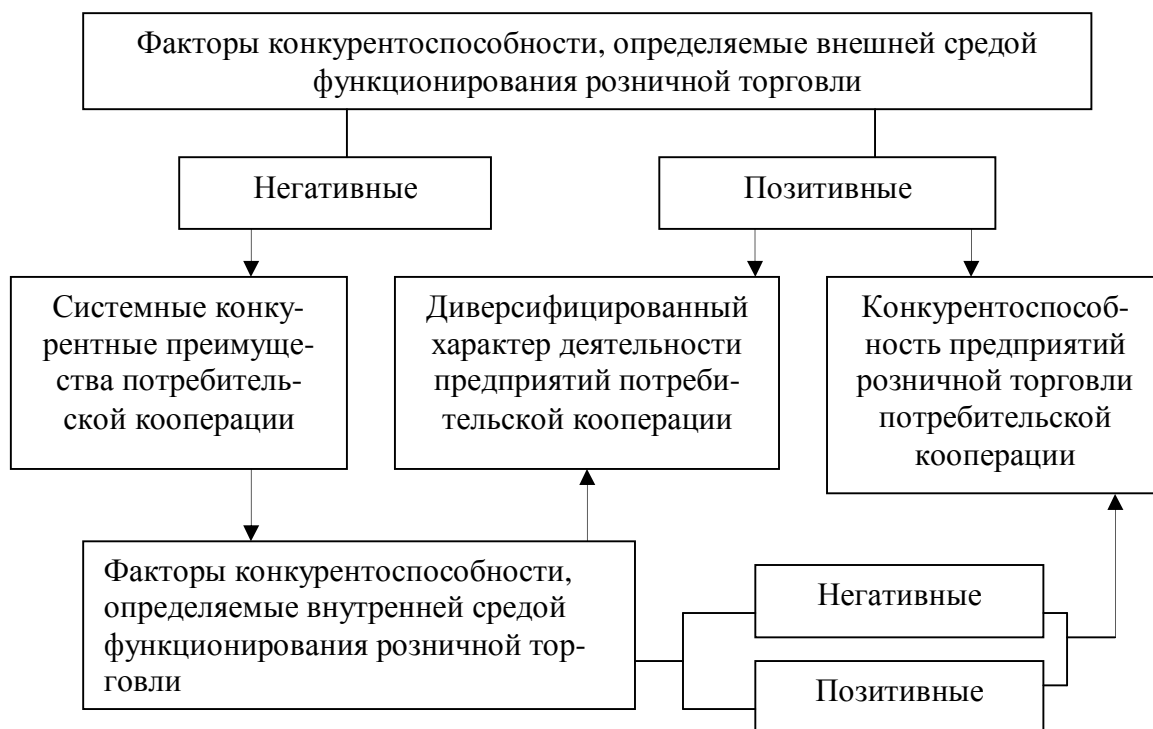 Факторы конкурентоспособности, определяемые внешней средой
функционирования розничной торговли
Негативные
Позитивные
Системные конку-
рентные преимуще-
ства потребитель-
ской кооперации
Диверсифицированный
характер деятельности
предприятий потреби-
тельской кооперации
Конкурентоспособ-
ность предприятий
розничной торговли
потребительской
кооперации
Факторы конкурентоспособности,
определяемые внутренней средой
функционирования розничной тор-
говли
Негативные
Позитивные